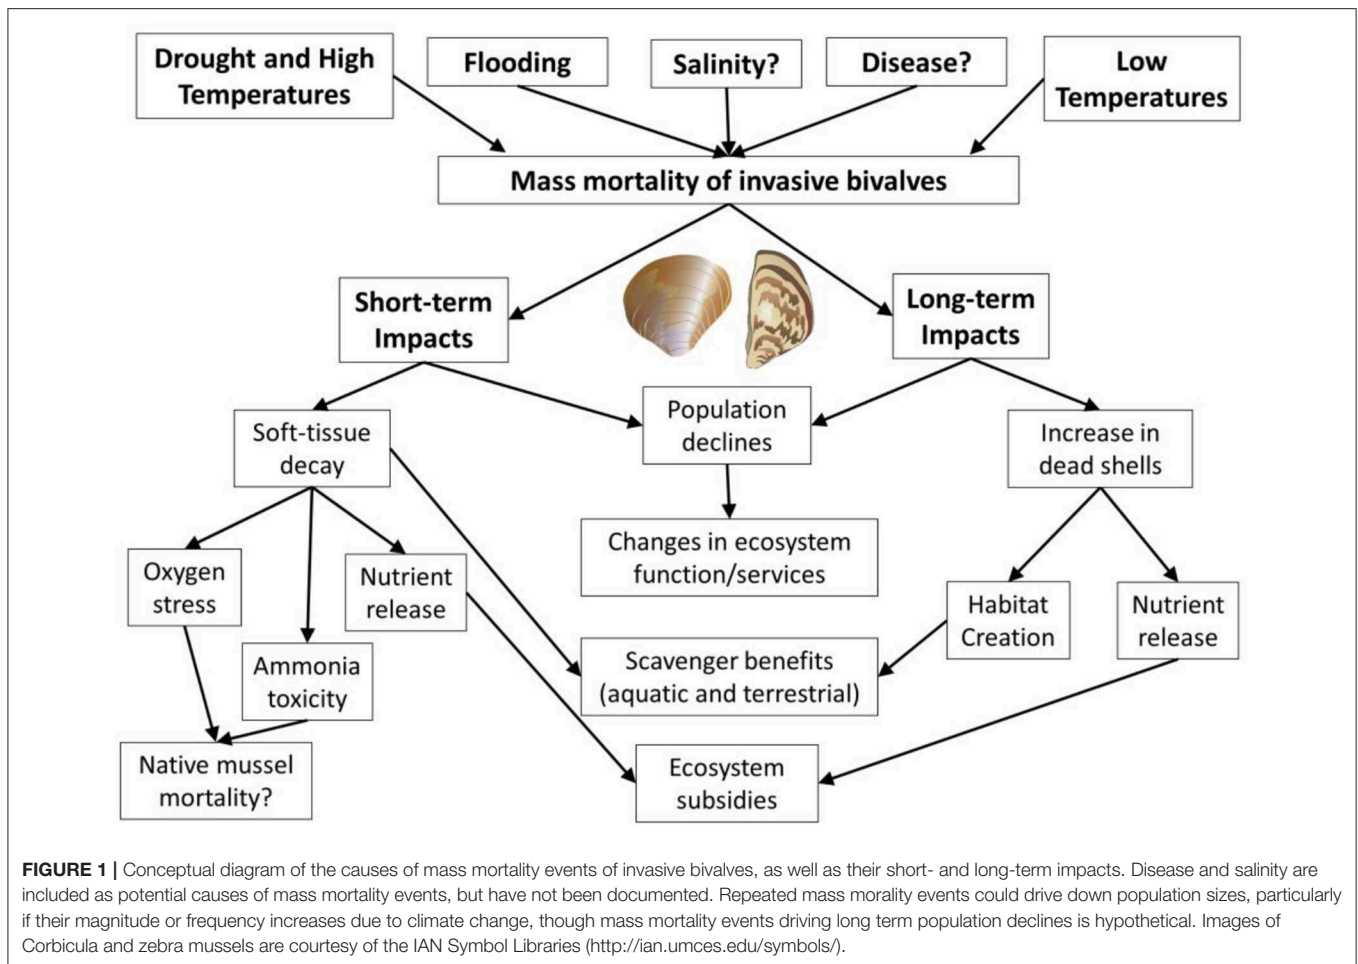 Drought and High
Temperatures
Flooding
Salinity?
Disease?
Low
Temperatures
Mass mortality of invasive bivalves
Short-term
Impacts
Long-term
Impacts
Soft-tissue
decay
Population
declines
Increase in
dead shells
Oxygen
stress
Nutrient
release
Changes in ecosystem
function/services
Habitat
Creation
Nutrient
release
Ammonia
toxicity
Scavenger benefits
(aquatic and terrestrial)
Native mussel
mortality?
Ecosystem
subsidies
FIGURE 1 | Conceptual diagram of the causes of mass mortality events of invasive bivalves, as well as their short- and long-term impacts. Disease and salinity are
included as potential causes of mass mortality events, but have not been documented. Repeated mass morality events could drive down population sizes, particularly
if their magnitude or frequency increases due to climate change, though mass mortality events driving long term population declines is hypothetical. Images of
Corbicula and zebra mussels are courtesy of the IAN Symbol Libraries (http://ian.umces.edu/symbols/).